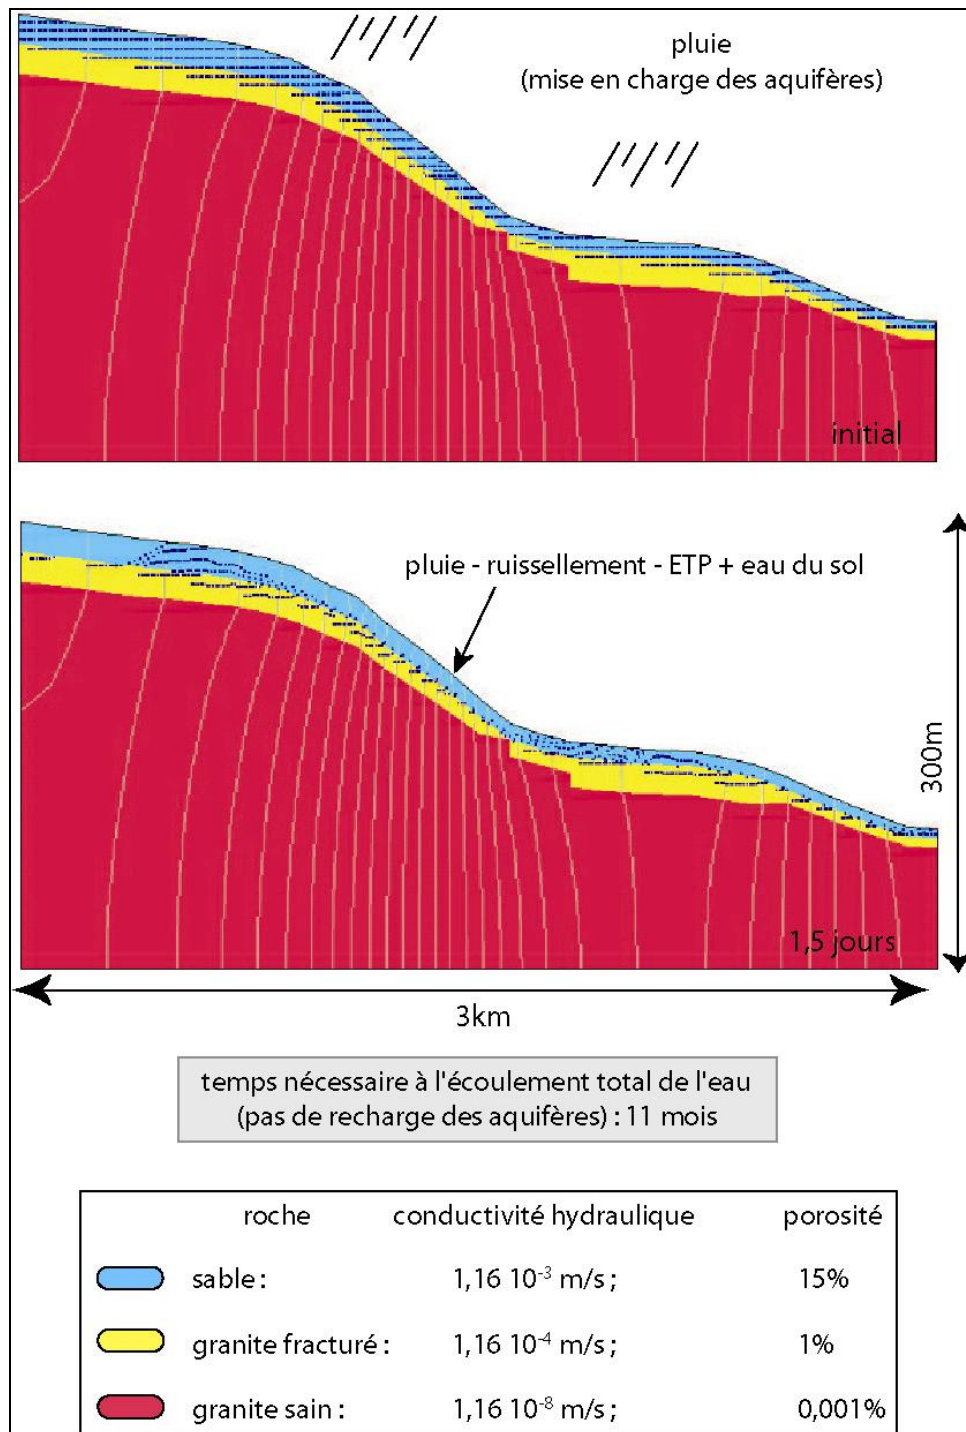 pluie
(mise en charge des aquifères)
initial
pluie - ruissellement - ETP + eau du sol
300m
1,5 jours
3km
temps nécessaire à l'écoulement total de l'eau
(pas de recharge des aquifères) : 11 mois
roche conductivité hydraulique porosité
sable : 1,16 10⁻³ m/s ; 15%
granite fracturé : 1,16 10⁻⁴ m/s ; 1%
granite sain : 1,16 10⁻⁸ m/s ; 0,001%